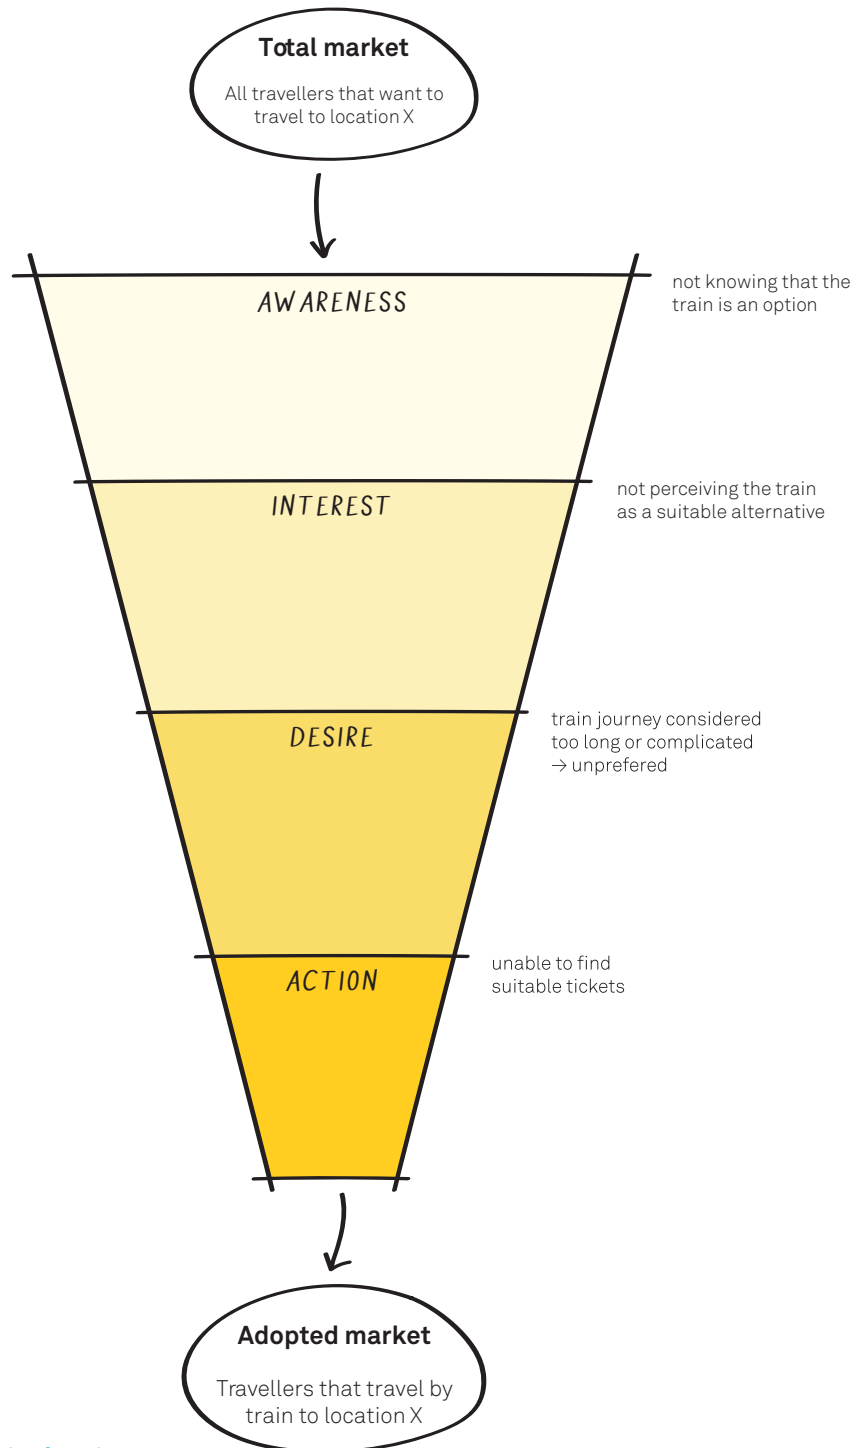 Total market
All travellers that want to
travel to location X
AWARENESS
not knowing that the
train is an option
INTEREST
not perceiving the train
as a suitable alternative
DESIRE
train journey considered
too long or complicated
→ unprefered
ACTION
unable to find
suitable tickets
Adopted market
Travellers that travel by
train to location X